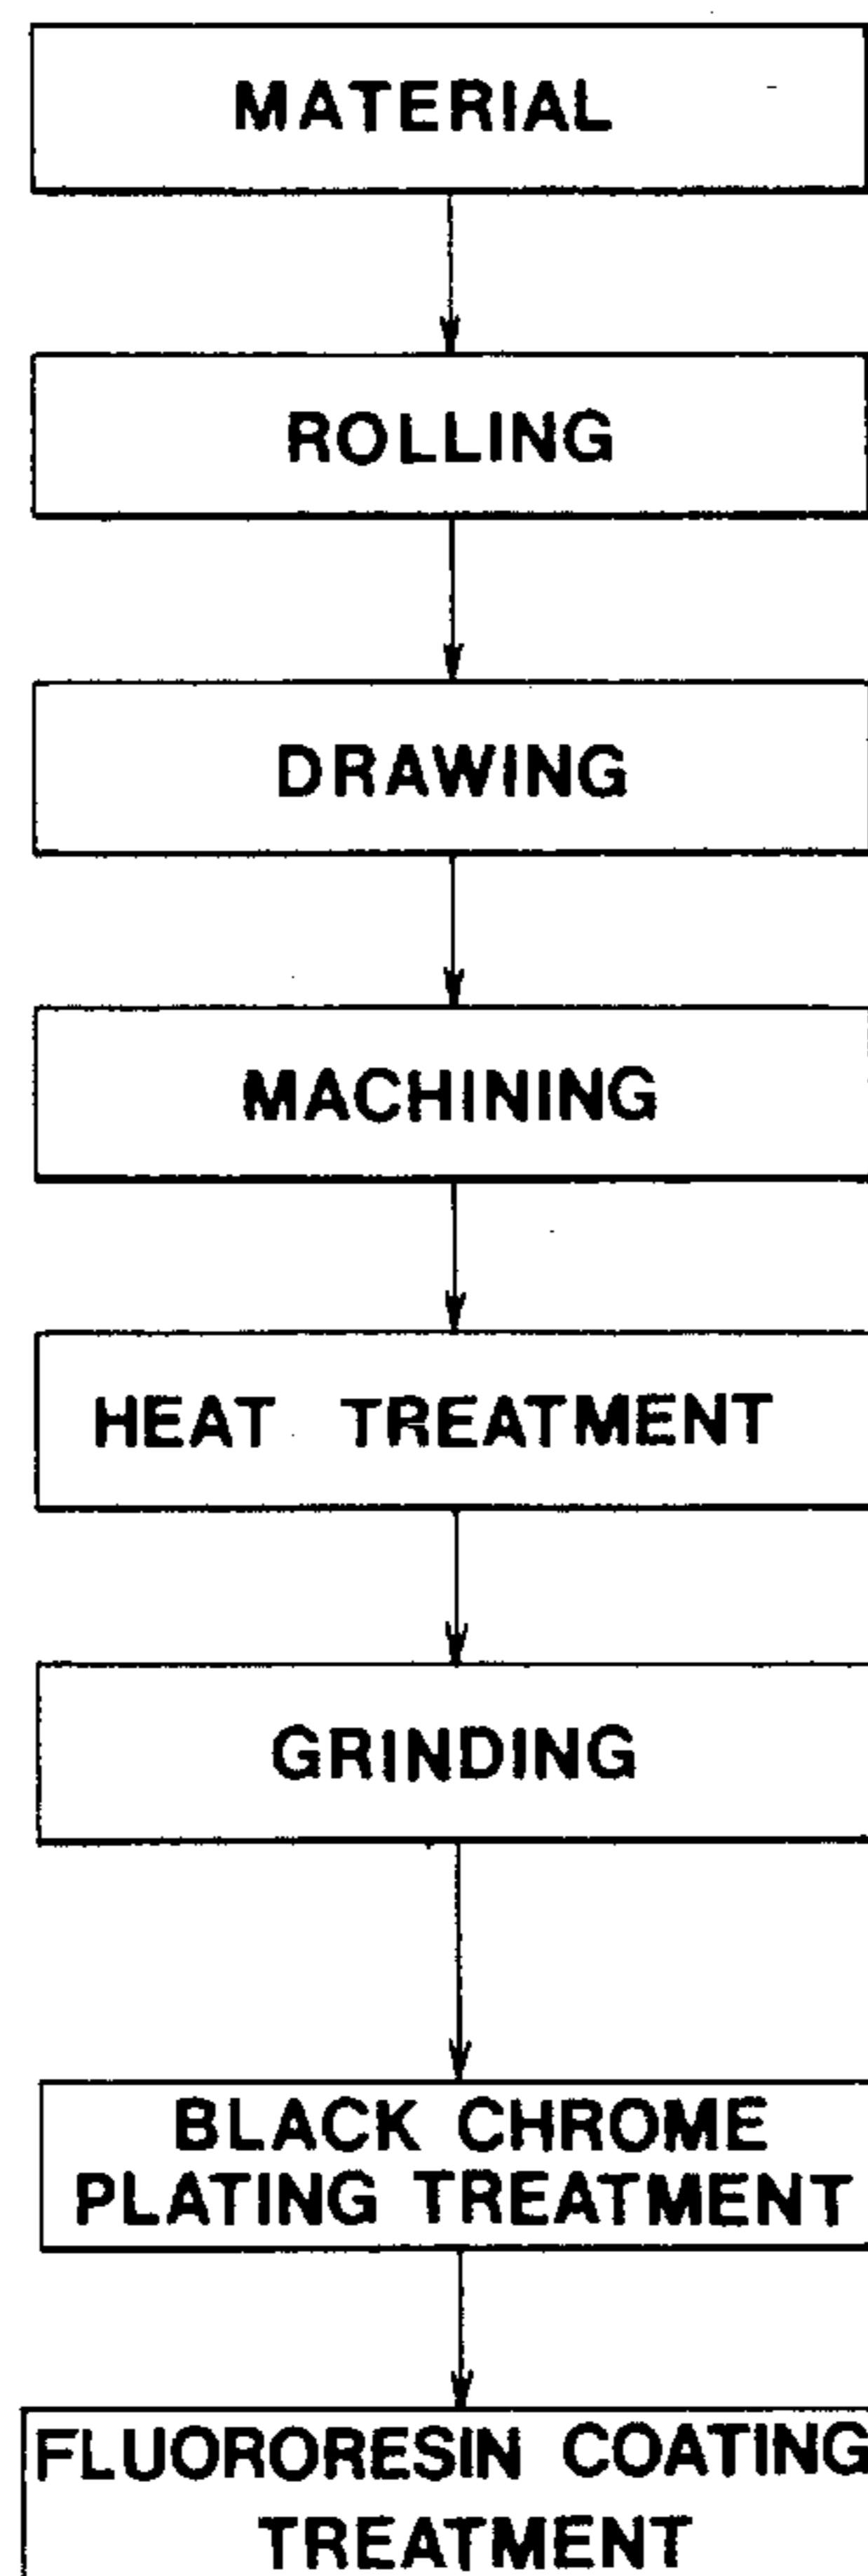 MATERIAL
ROLLING
DRAWING
MACHINING
HEAT TREATMENT
GRINDING
BLACK CHROME
PLATING TREATMENT
FLUORORESIN COATING
TREATMENT